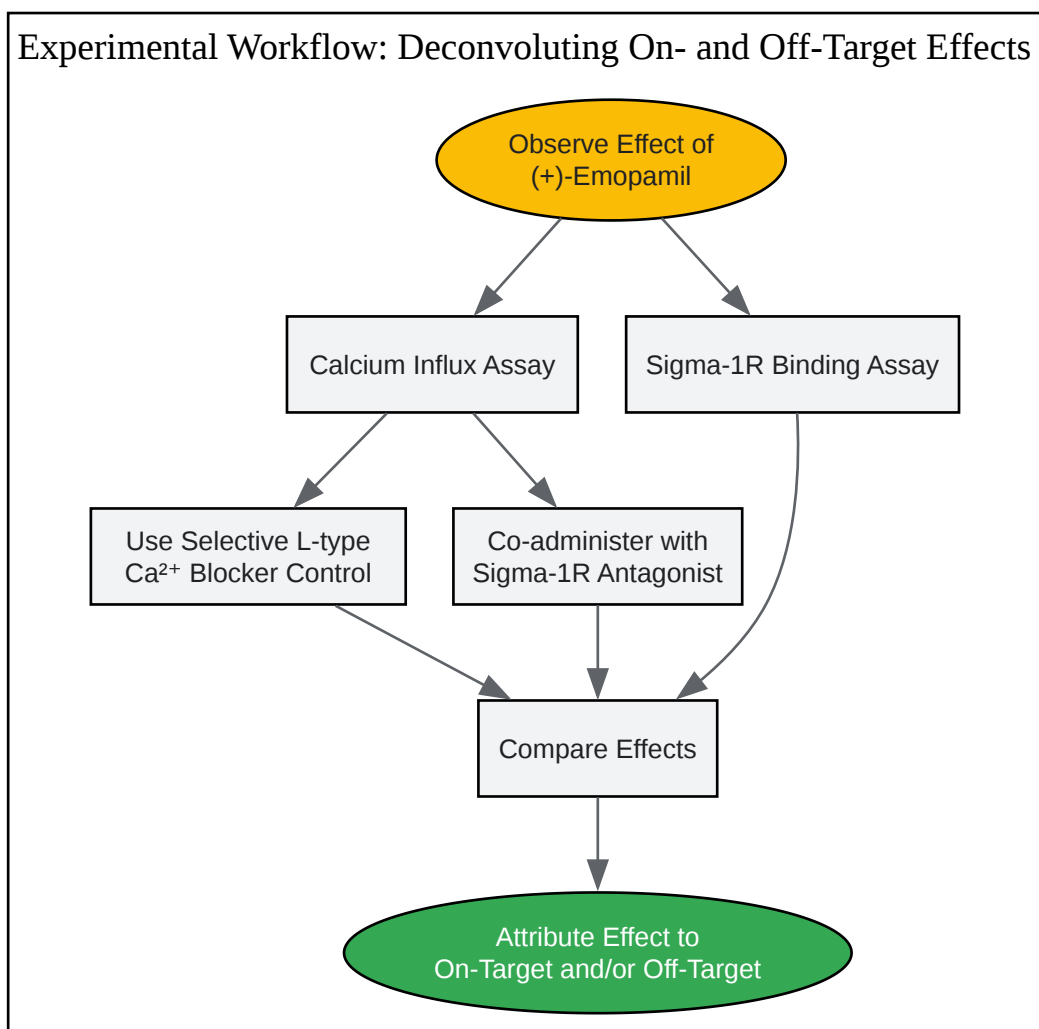 Experimental Workflow: Deconvoluting On- and Off-Target Effects
Observe Effect of
(+)-Emopamil
Calcium Influx Assay
Sigma-1R Binding Assay
Use Selective L-type
Ca²⁺ Blocker Control
Co-administer with
Sigma-1R Antagonist
Compare Effects
Attribute Effect to
On-Target and/or Off-Target